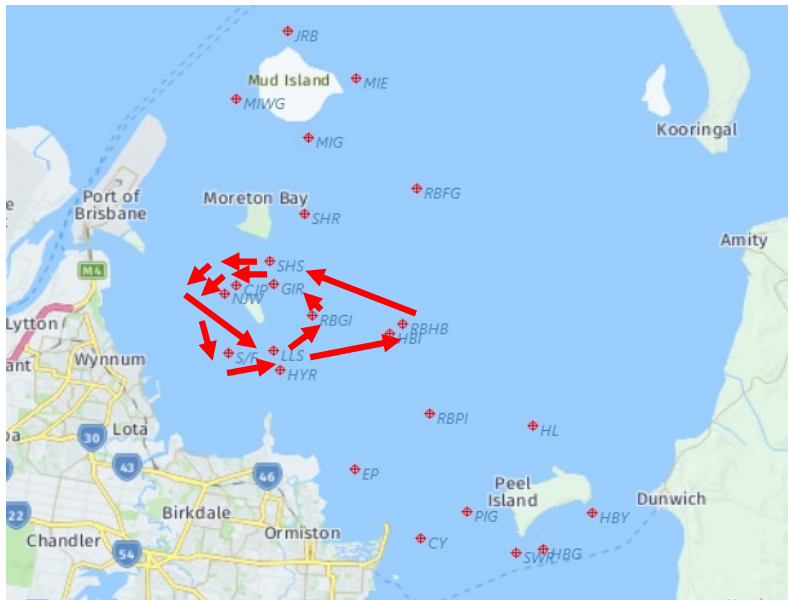 JRB
Mud Island
MIE
MIWG
Kooringal
MIG
Port of
Brisbane
Moreton Bay
RBFG
SHR
Amity
M4
SHS
GIR
CJP
NJW
Lytton
RBGI
RBHB
HBI
Wynnum
S/F
LLS
HYR
RBPI
HL
Lota
30
43
46
EP
Peel
Island
Dunwich
22
Birkdale
PIG
HBY
Chandler
Ormiston
CY
54
SWR
HBG